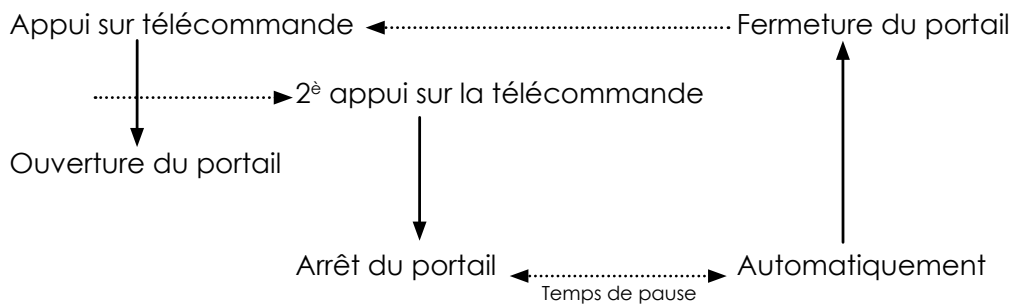 Appui sur télécommande
Fermeture du portail
2è appui sur la télécommande
Ouverture du portail
Arrêt du portail
Automatiquement
Temps de pause